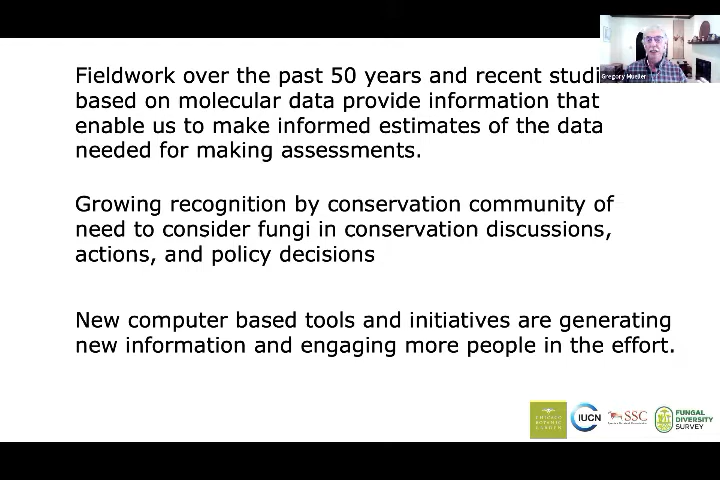 Fieldwork over the past 50 years and recent studi
based on molecular data provide information that
enable us to make informed estimates of the data
needed for making assessments.
Gregory Mueller
Growing recognition by conservation community of
need to consider fungi in conservation discussions,
actions, and policy decisions
New computer based tools and initiatives are generating
new information and engaging more people in the effort.
CHICAGO
BOTANIC
GARDEN
IUCN
SSC
FUNGAL
DIVERSITY
SURVEY